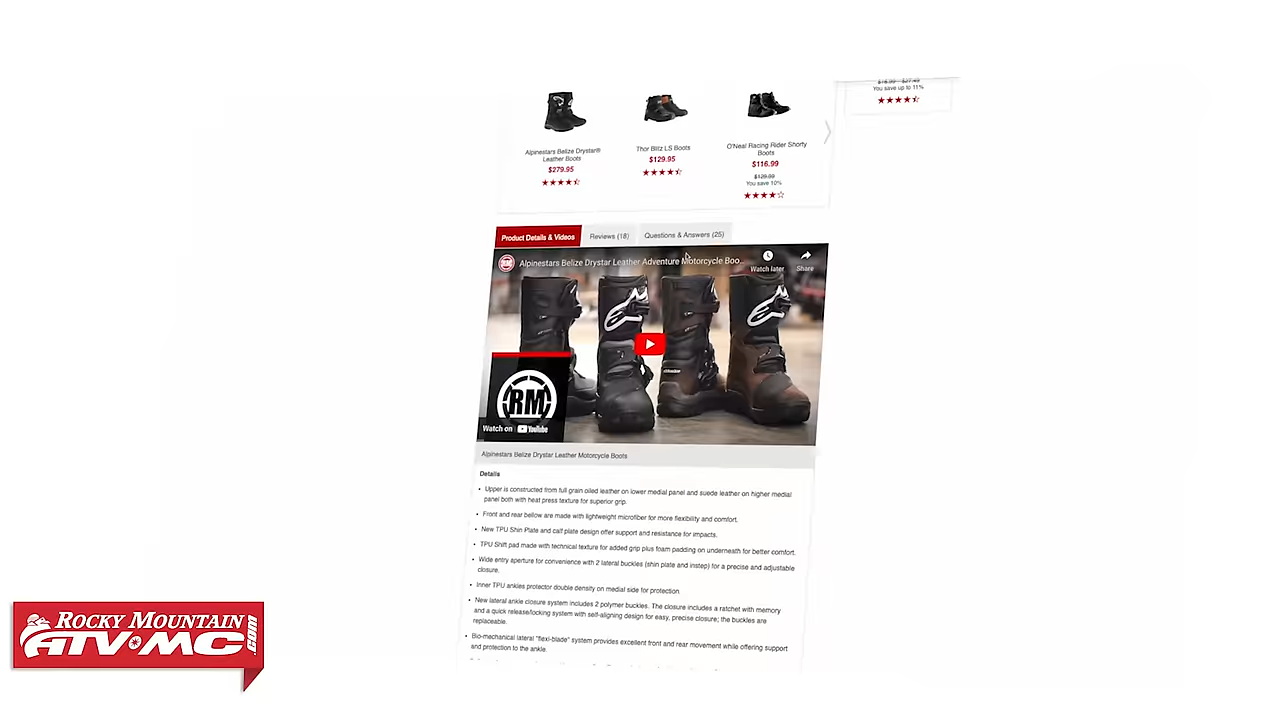 $16.99 - $27.49
You save up to 11%
Alpinestars Belize Drystar®
Leather Boots
$279.95
Thor Blitz LS Boots
$129.95
O'Neal Racing Rider Shorty
Boots
$116.99
$129.99
You save 10%
Product Details & Videos
Reviews (18)
Questions & Answers (25)
RM
Alpinestars Belize Drystar Leather Adventure Motorcycle Boo...
Watch later
Share
RM
Watch on YouTube
Alpinestars Belize Drystar Leather Motorcycle Boots
Details
• Upper is constructed from full grain oiled leather on lower medial panel and suede leather on higher medial
panel both with heat press texture for superior grip.
• Front and rear bellow are made with lightweight microfiber for more flexibility and comfort.
• New TPU Shin Plate and calf plate design offer support and resistance for impacts.
• TPU Shift pad made with technical texture for added grip plus foam padding on underneath for better comfort.
• Wide entry aperture for convenience with 2 lateral buckles (shin plate and instep) for a precise and adjustable
closure.
• Inner TPU ankles protector double density on medial side for protection.
• New lateral ankle closure system includes 2 polymer buckles. The closure includes a ratchet with memory
and a quick release/locking system with self-aligning design for easy, precise closure; the buckles are
replaceable.
• Bio-mechanical lateral "flexi-blade" system provides excellent front and rear movement while offering support
and protection to the ankle.
ROCKY MOUNTAIN
ATV MC.com